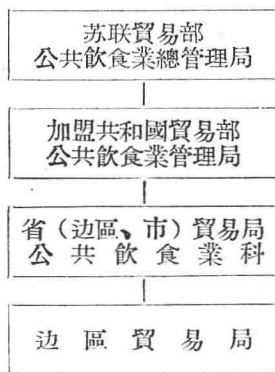 苏联貿易部
公共飲食業總管理局
加盟共和國貿易部
公共飲食業管理局
省（边區、市）貿易局
公共飲食業科
边區貿易局